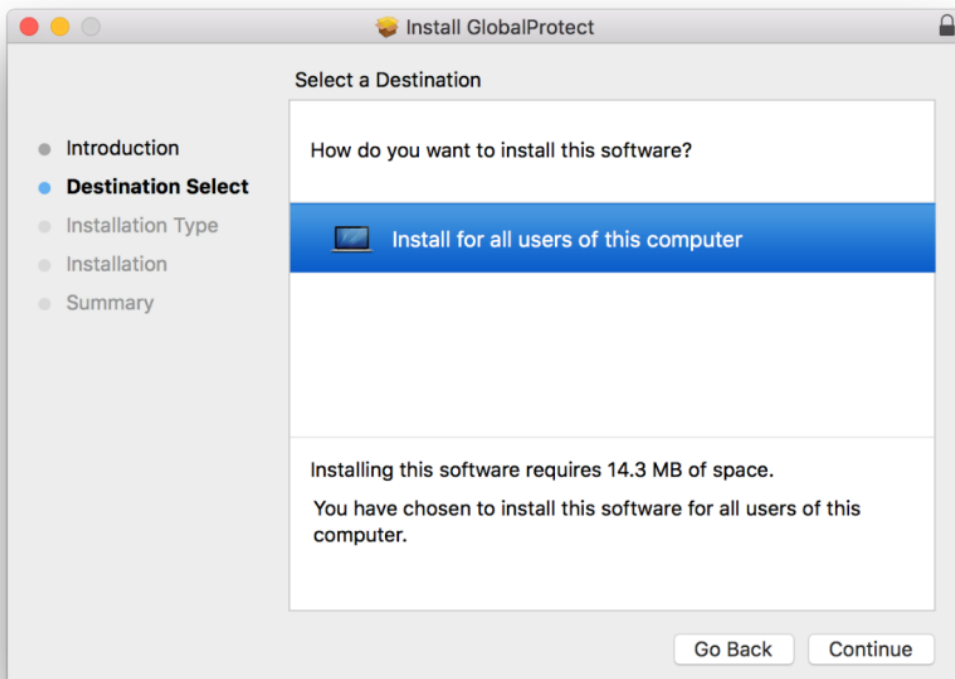 Install GlobalProtect
Select a Destination
Introduction
Destination Select
Installation Type
Installation
Summary
How do you want to install this software?
Install for all users of this computer
Installing this software requires 14.3 MB of space.
You have chosen to install this software for all users of this
computer.
Go Back
Continue